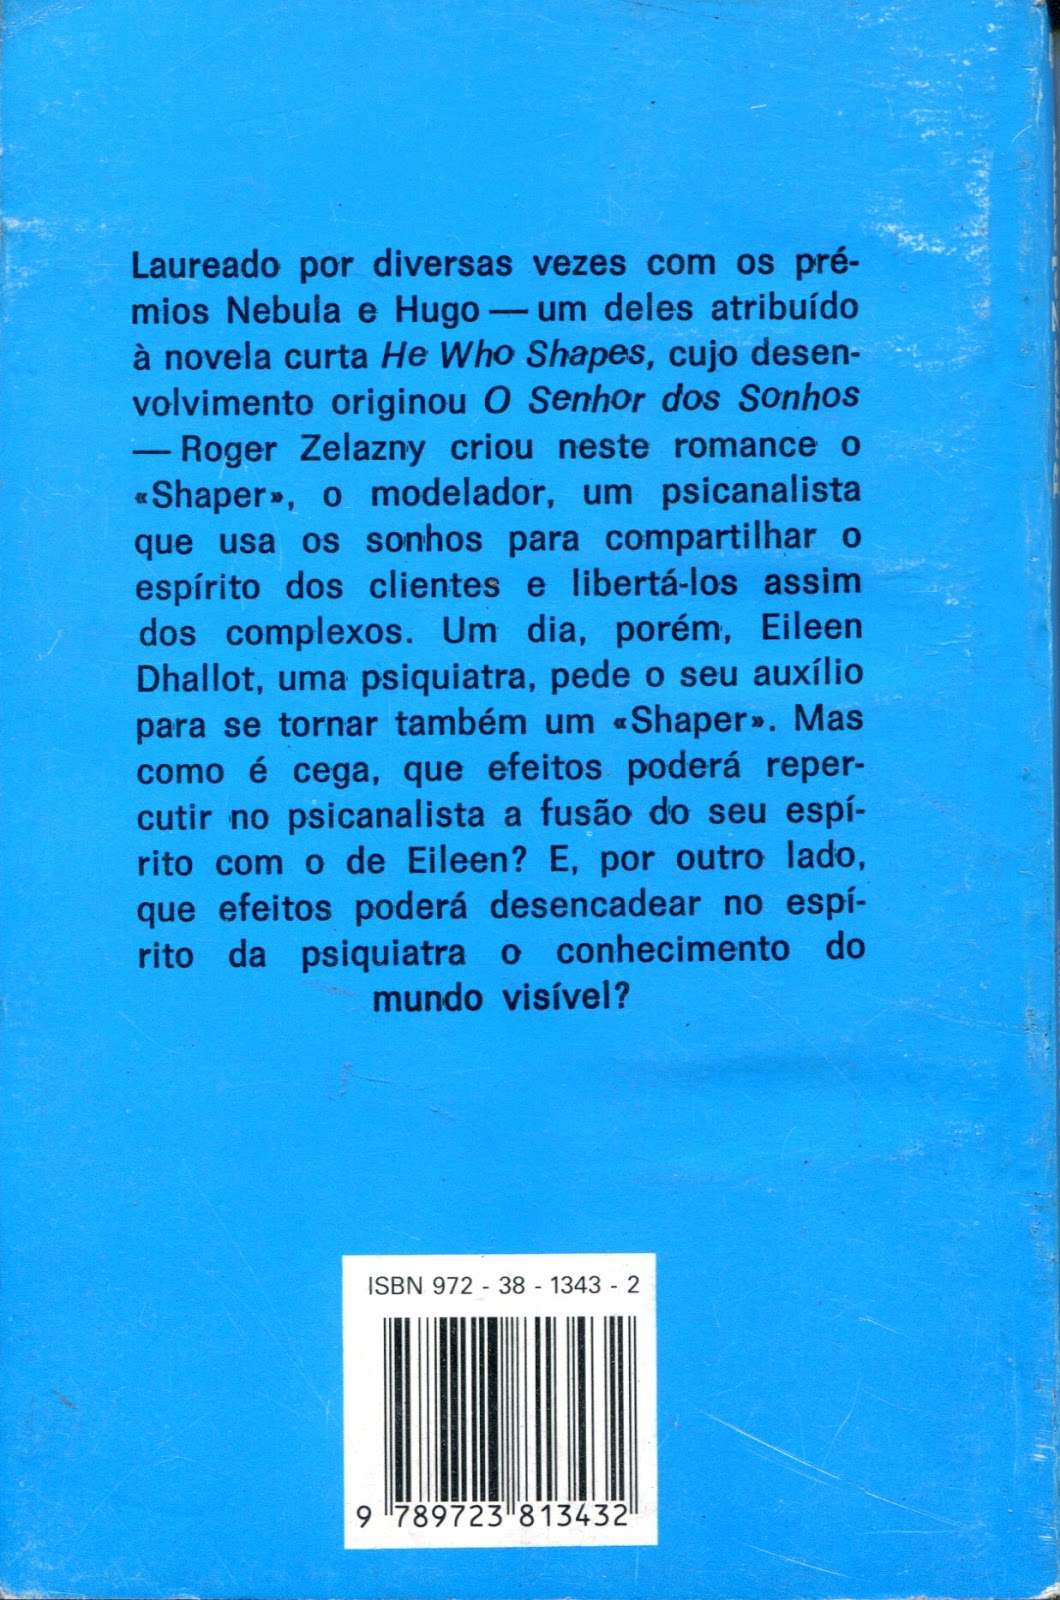 Laureado por diversas vezes com os pré-
mios Nebula e Hugo — um deles atribuído
à novela curta He Who Shapes, cujo desen-
volvimento originou O Senhor dos Sonhos
— Roger Zelazny criou neste romance o
«Shaper», o modelador, um psicanalista
que usa os sonhos para compartilhar o
espírito dos clientes e libertá-los assim
dos complexos. Um dia, porém, Eileen
Dhallot, uma psiquiatra, pede o seu auxílio
para se tornar também um «Shaper». Mas
como é cega, que efeitos poderá reper-
cutir no psicanalista a fusão do seu espí-
rito com o de Eileen? E, por outro lado,
que efeitos poderá desencadear no espí-
rito da psiquiatra o conhecimento do
mundo visível?
ISBN 972 - 38 - 1343 - 2
9 789723 813432